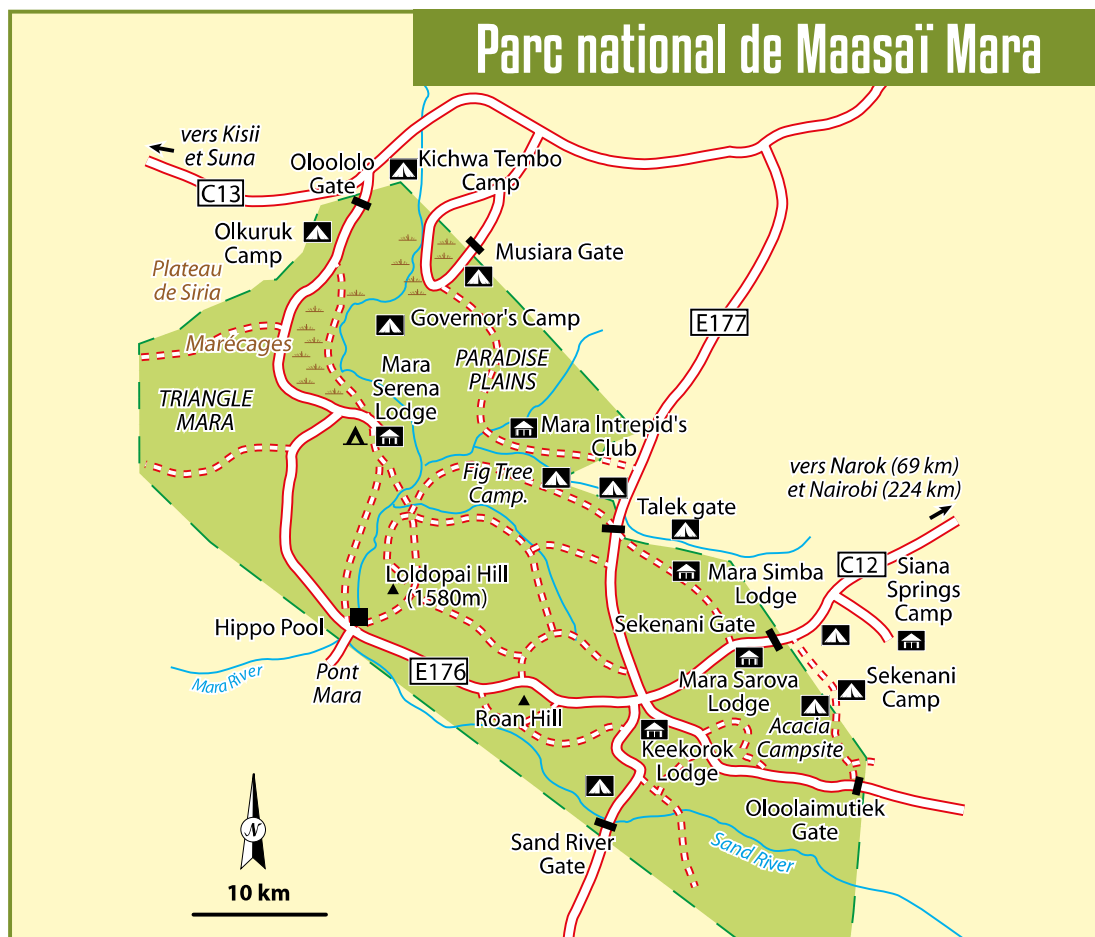 Parc national de Maasaï Mara
vers Kisii
et Suna
C13
Oloololo
Gate
Kichwa Tembo
Camp
Olkuruk
Camp
Musiara Gate
Plateau
de Siria
Governor's Camp
E177
Marécages
PARADISE
PLAINS
Mara
Serena
Lodge
TRIANGLE
MARA
Mara Intrepid's
Club
Fig Tree
Camp.
vers Narok (69 km)
et Nairobi (224 km)
Talek gate
C12
Siana
Springs
Camp
Mara Simba
Lodge
Loldopai Hill
(1580m)
Hippo Pool
Sekenani Gate
Pont
Mara
Mara River
E176
Mara Sarova
Lodge
Sekenani
Camp
Roan Hill
Acacia
Campsite
Keekorok
Lodge
Oloolaimutiek
Gate
Sand River
Gate
Sand River
N
10 km